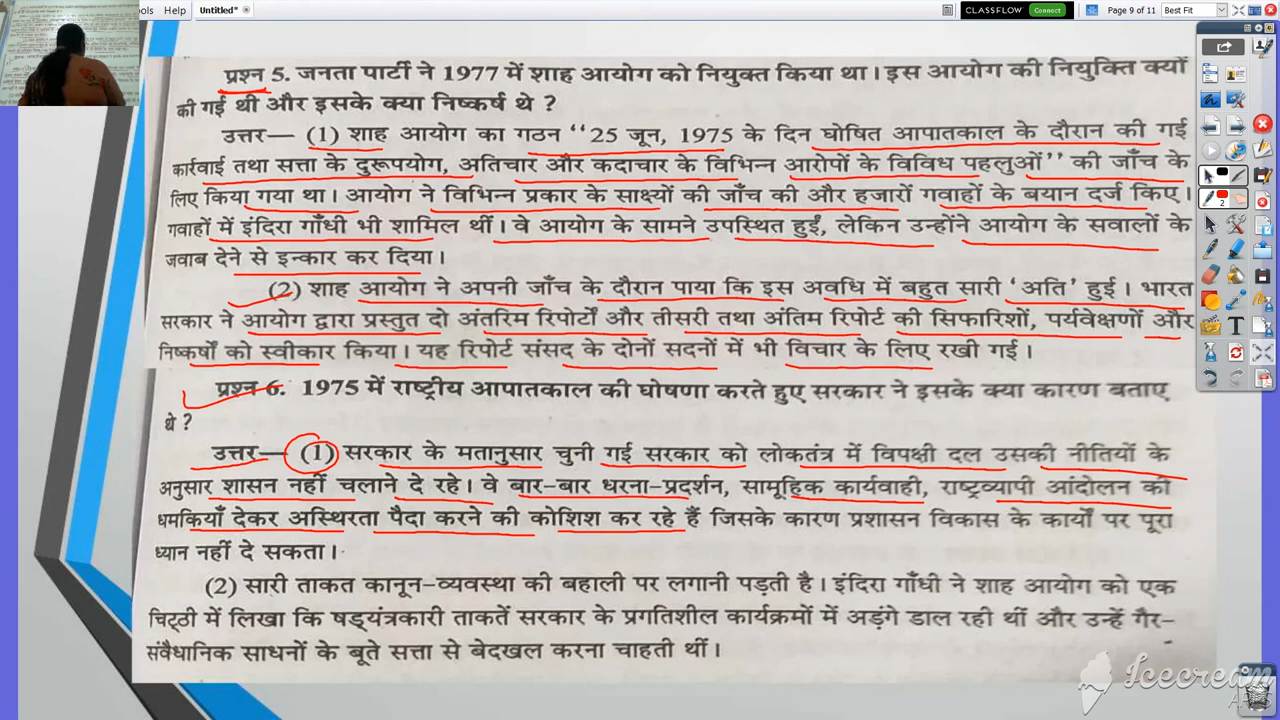 ools Help Untitled* CLASSFLOW Connect Page 9 of 11 Best Fit
प्रश्न 5. जनता पार्टी ने 1977 में शाह आयोग को नियुक्त किया था। इस आयोग की नियुक्ति क्यों
की गई थी और इसके क्या निष्कर्ष थे ?
उत्तर— (1) शाह आयोग का गठन ‘‘25 जून, 1975 के दिन घोषित आपातकाल के दौरान की गई
कार्रवाई तथा सत्ता के दुरूपयोग, अतिचार और कदाचार के विभिन्न आरोपों के विविध पहलुओं’’ की जाँच के
लिए किया गया था। आयोग ने विभिन्न प्रकार के साक्ष्यों की जाँच की और हजारों गवाहों के बयान दर्ज किए।
गवाहों में इंदिरा गाँधी भी शामिल थीं। वे आयोग के सामने उपस्थित हुईं, लेकिन उन्होंने आयोग के सवालों के
जवाब देने से इन्कार कर दिया।
(2) शाह आयोग ने अपनी जाँच के दौरान पाया कि इस अवधि में बहुत सारी ‘अति’ हुई। भारत
सरकार ने आयोग द्वारा प्रस्तुत दो अंतरिम रिपोर्टों और तीसरी तथा अंतिम रिपोर्ट की सिफारिशों, पर्यवेक्षणों और
निष्कर्षों को स्वीकार किया। यह रिपोर्ट संसद के दोनों सदनों में भी विचार के लिए रखी गई।
प्रश्न 6. 1975 में राष्ट्रीय आपातकाल की घोषणा करते हुए सरकार ने इसके क्या कारण बताए
थे ?
उत्तर— (1) सरकार के मतानुसार चुनी गई सरकार को लोकतंत्र में विपक्षी दल उसकी नीतियों के
अनुसार शासन नहीं चलाने दे रहे। वे बार-बार धरना-प्रदर्शन, सामूहिक कार्यवाही, राष्ट्रव्यापी आंदोलन की
धमकियाँ देकर अस्थिरता पैदा करने की कोशिश कर रहे हैं जिसके कारण प्रशासन विकास के कार्यों पर पूरा
ध्यान नहीं दे सकता।
(2) सारी ताकत कानून-व्यवस्था की बहाली पर लगानी पड़ती है। इंदिरा गाँधी ने शाह आयोग को एक
चिट्ठी में लिखा कि षड्यंत्रकारी ताकतें सरकार के प्रगतिशील कार्यक्रमों में अड़ंगे डाल रही थीं और उन्हें गैर-
संवैधानिक साधनों के बूते सत्ता से बेदखल करना चाहती थीं।
Icecream
APPS